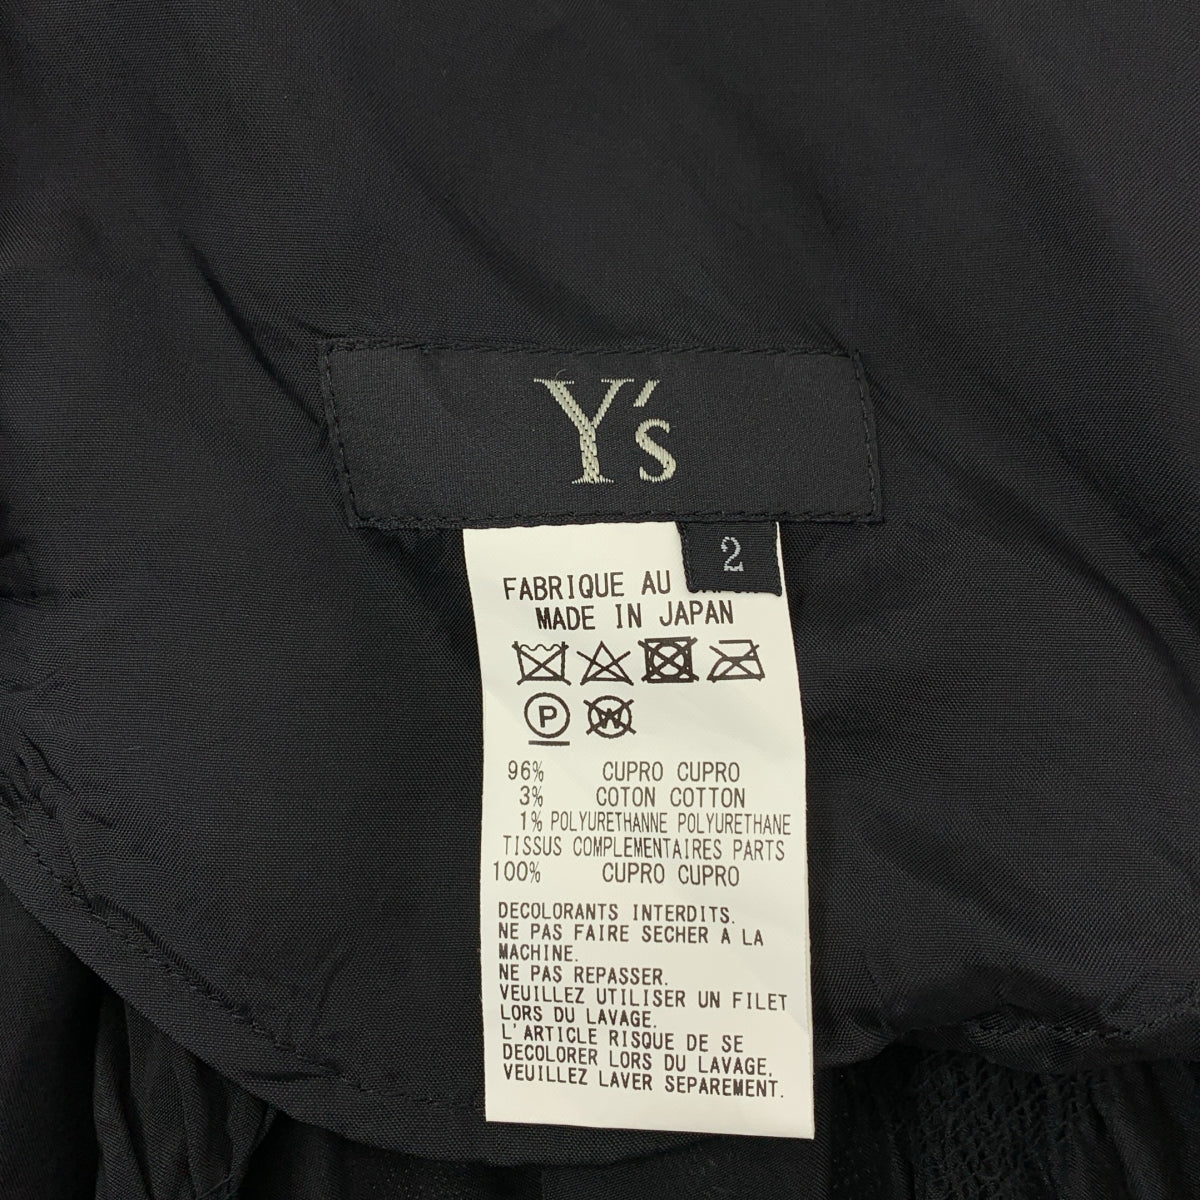 Y's
2
FABRIQUE AU
MADE IN JAPAN
P
W
96% CUPRO CUPRO
3% COTON COTTON
1% POLYURETHANNE POLYURETHANE
TISSUS COMPLEMENTAIRES PARTS
100% CUPRO CUPRO
DECOLORANTS INTERDITS.
NE PAS FAIRE SECHER A LA
MACHINE.
NE PAS REPASSER.
VEUILLEZ UTILISER UN FILET
LORS DU LAVAGE.
L'ARTICLE RISQUE DE SE
DECOLORER LORS DU LAVAGE.
VEUILLEZ LAVER SEPAREMENT.